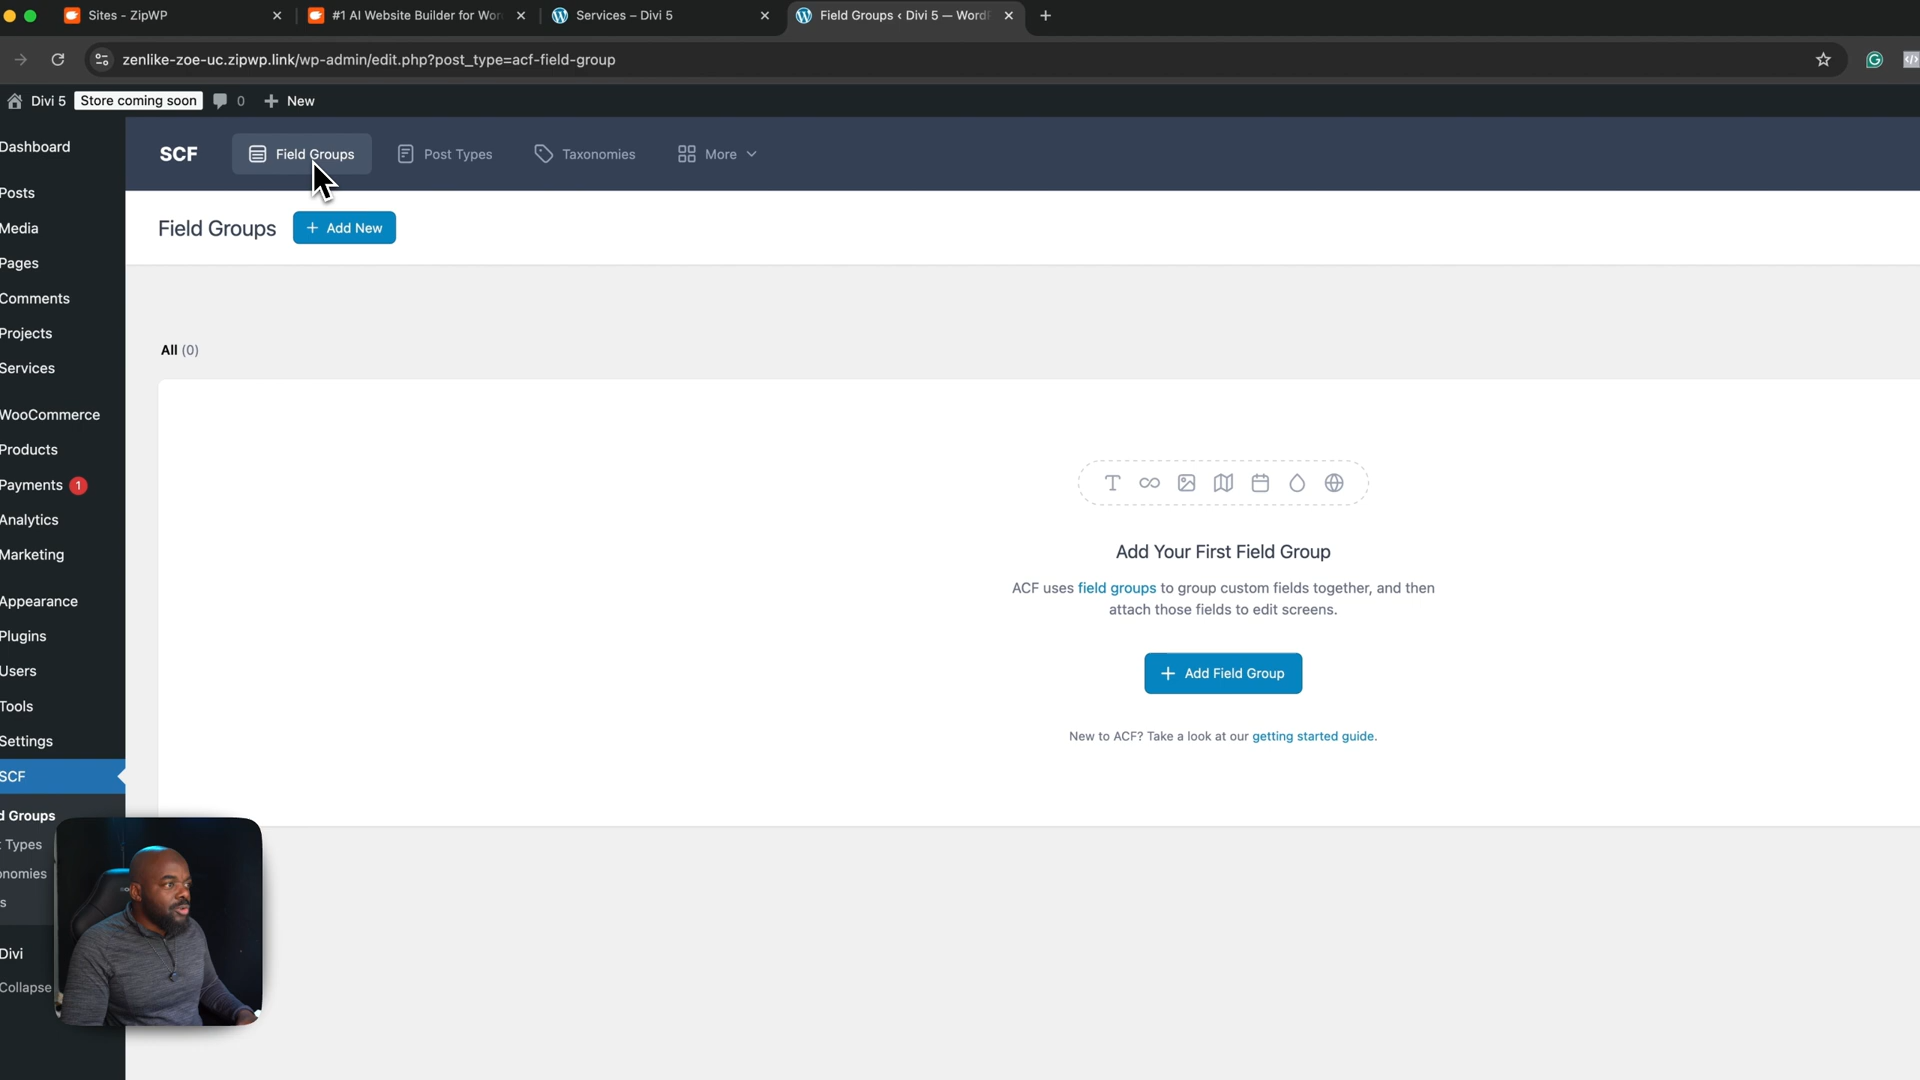 Sites - ZipWP
#1 AI Website Builder for Wor
Services – Divi 5
Field Groups ‹ Divi 5 — Word
zenlike-zoe-uc.zipwp.link/wp-admin/edit.php?post_type=acf-field-group
Divi 5
Store coming soon
0
+ New
SCF
Field Groups
Post Types
Taxonomies
More
Field Groups
+ Add New
All (0)
Add Your First Field Group
ACF uses field groups to group custom fields together, and then
attach those fields to edit screens.
+ Add Field Group
New to ACF? Take a look at our getting started guide.
Dashboard
Posts
Media
Pages
Comments
Projects
Services
WooCommerce
Products
Payments 1
Analytics
Marketing
Appearance
Plugins
Users
Tools
Settings
SCF
d Groups
t Types
onomies
s
Divi
Collapse